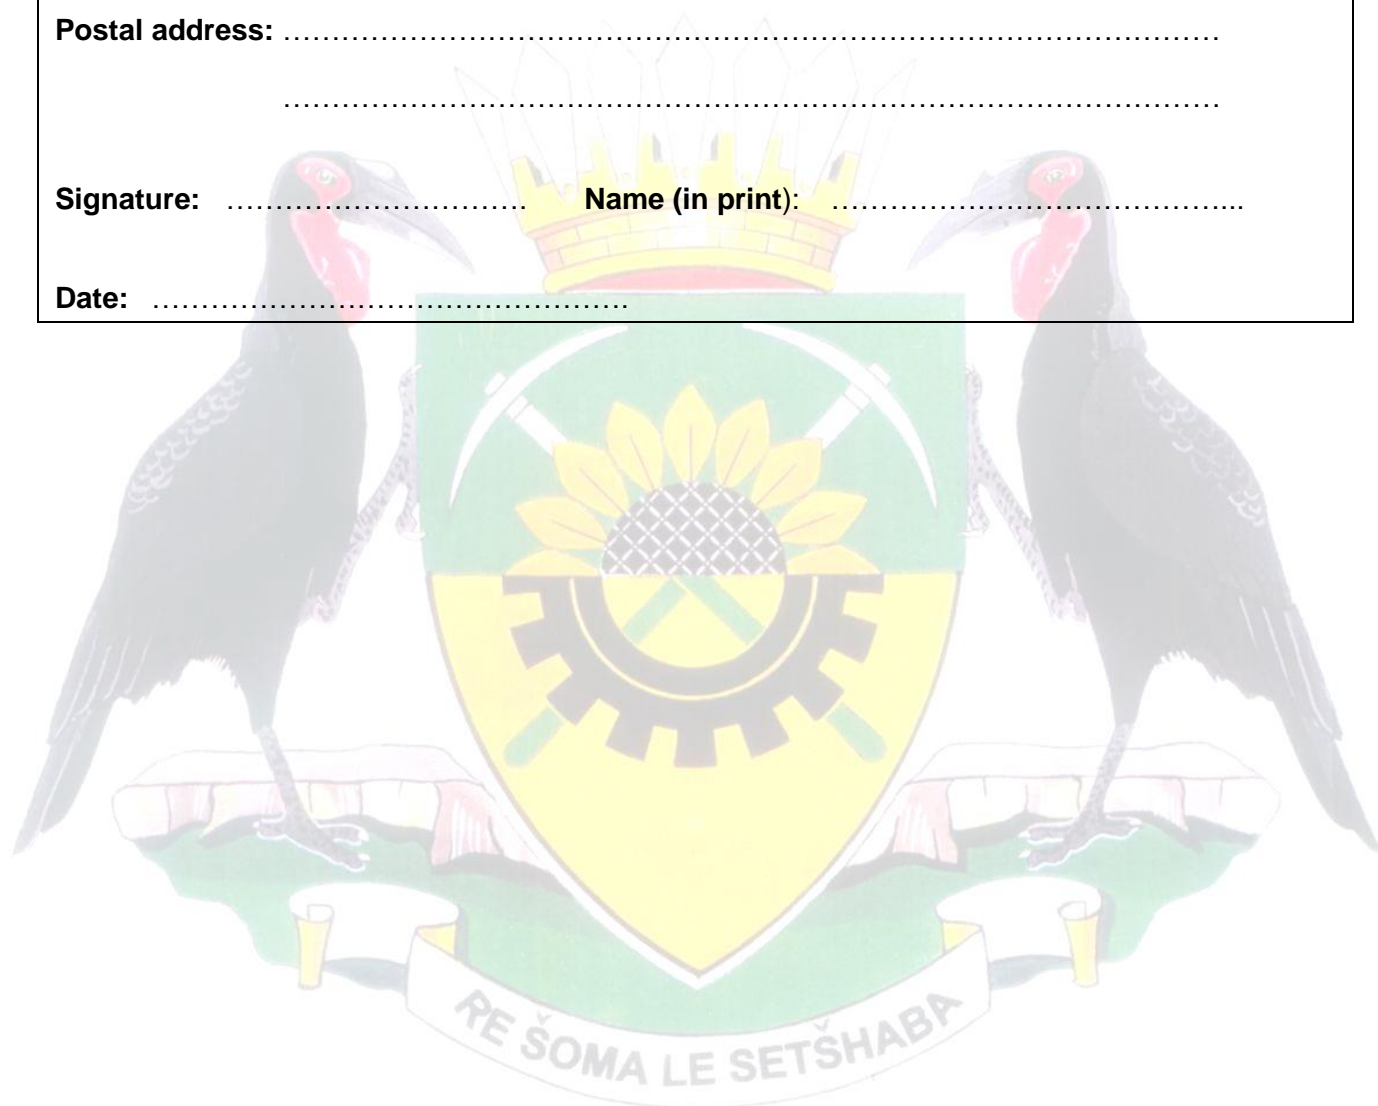 Postal address: ………………………………………………………………………………………
………………………………………………………………………………………
Signature: …………………………. Name (in print): …………………………………...
Date: ………………………………………….
RE ŠOMA LE SETŠHABA